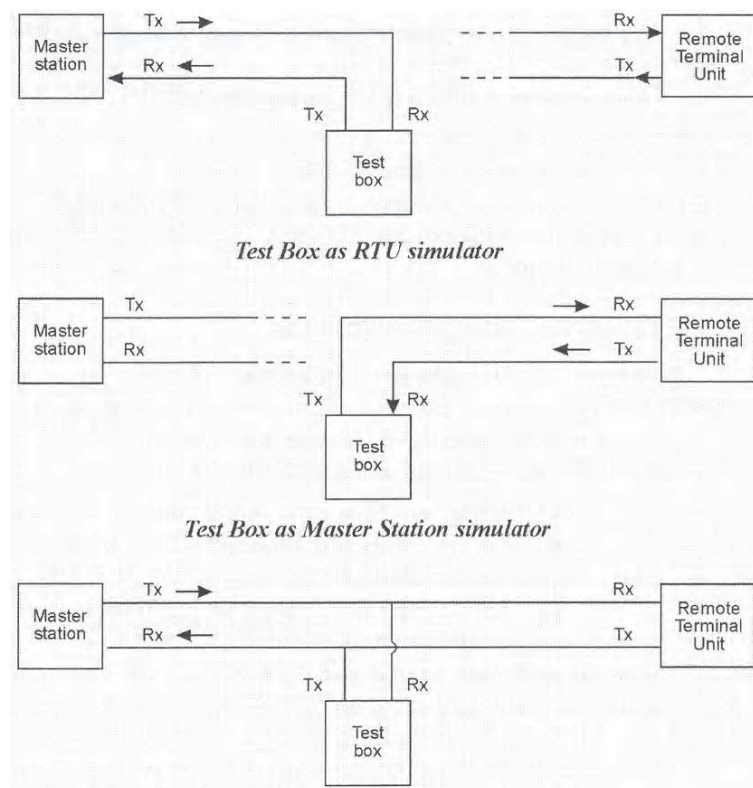 Tx
Rx
Master
station
Rx
Tx
Remote
Terminal
Unit
Tx
Rx
Test
box
Test Box as RTU simulator
Tx
Rx
Master
station
Rx
Tx
Remote
Terminal
Unit
Tx
Rx
Test
box
Test Box as Master Station simulator
Tx
Rx
Master
station
Rx
Tx
Remote
Terminal
Unit
Tx
Rx
Test
box